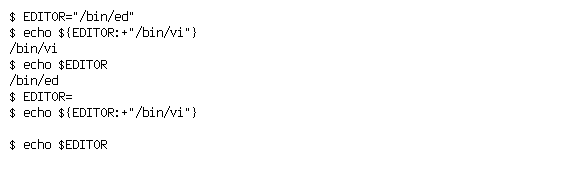 $ EDITOR="/bin/ed"
$ echo ${EDITOR:+"/bin/vi"}
/bin/vi
$ echo $EDITOR
/bin/ed
$ EDITOR=
$ echo ${EDITOR:+"/bin/vi"}

$ echo $EDITOR